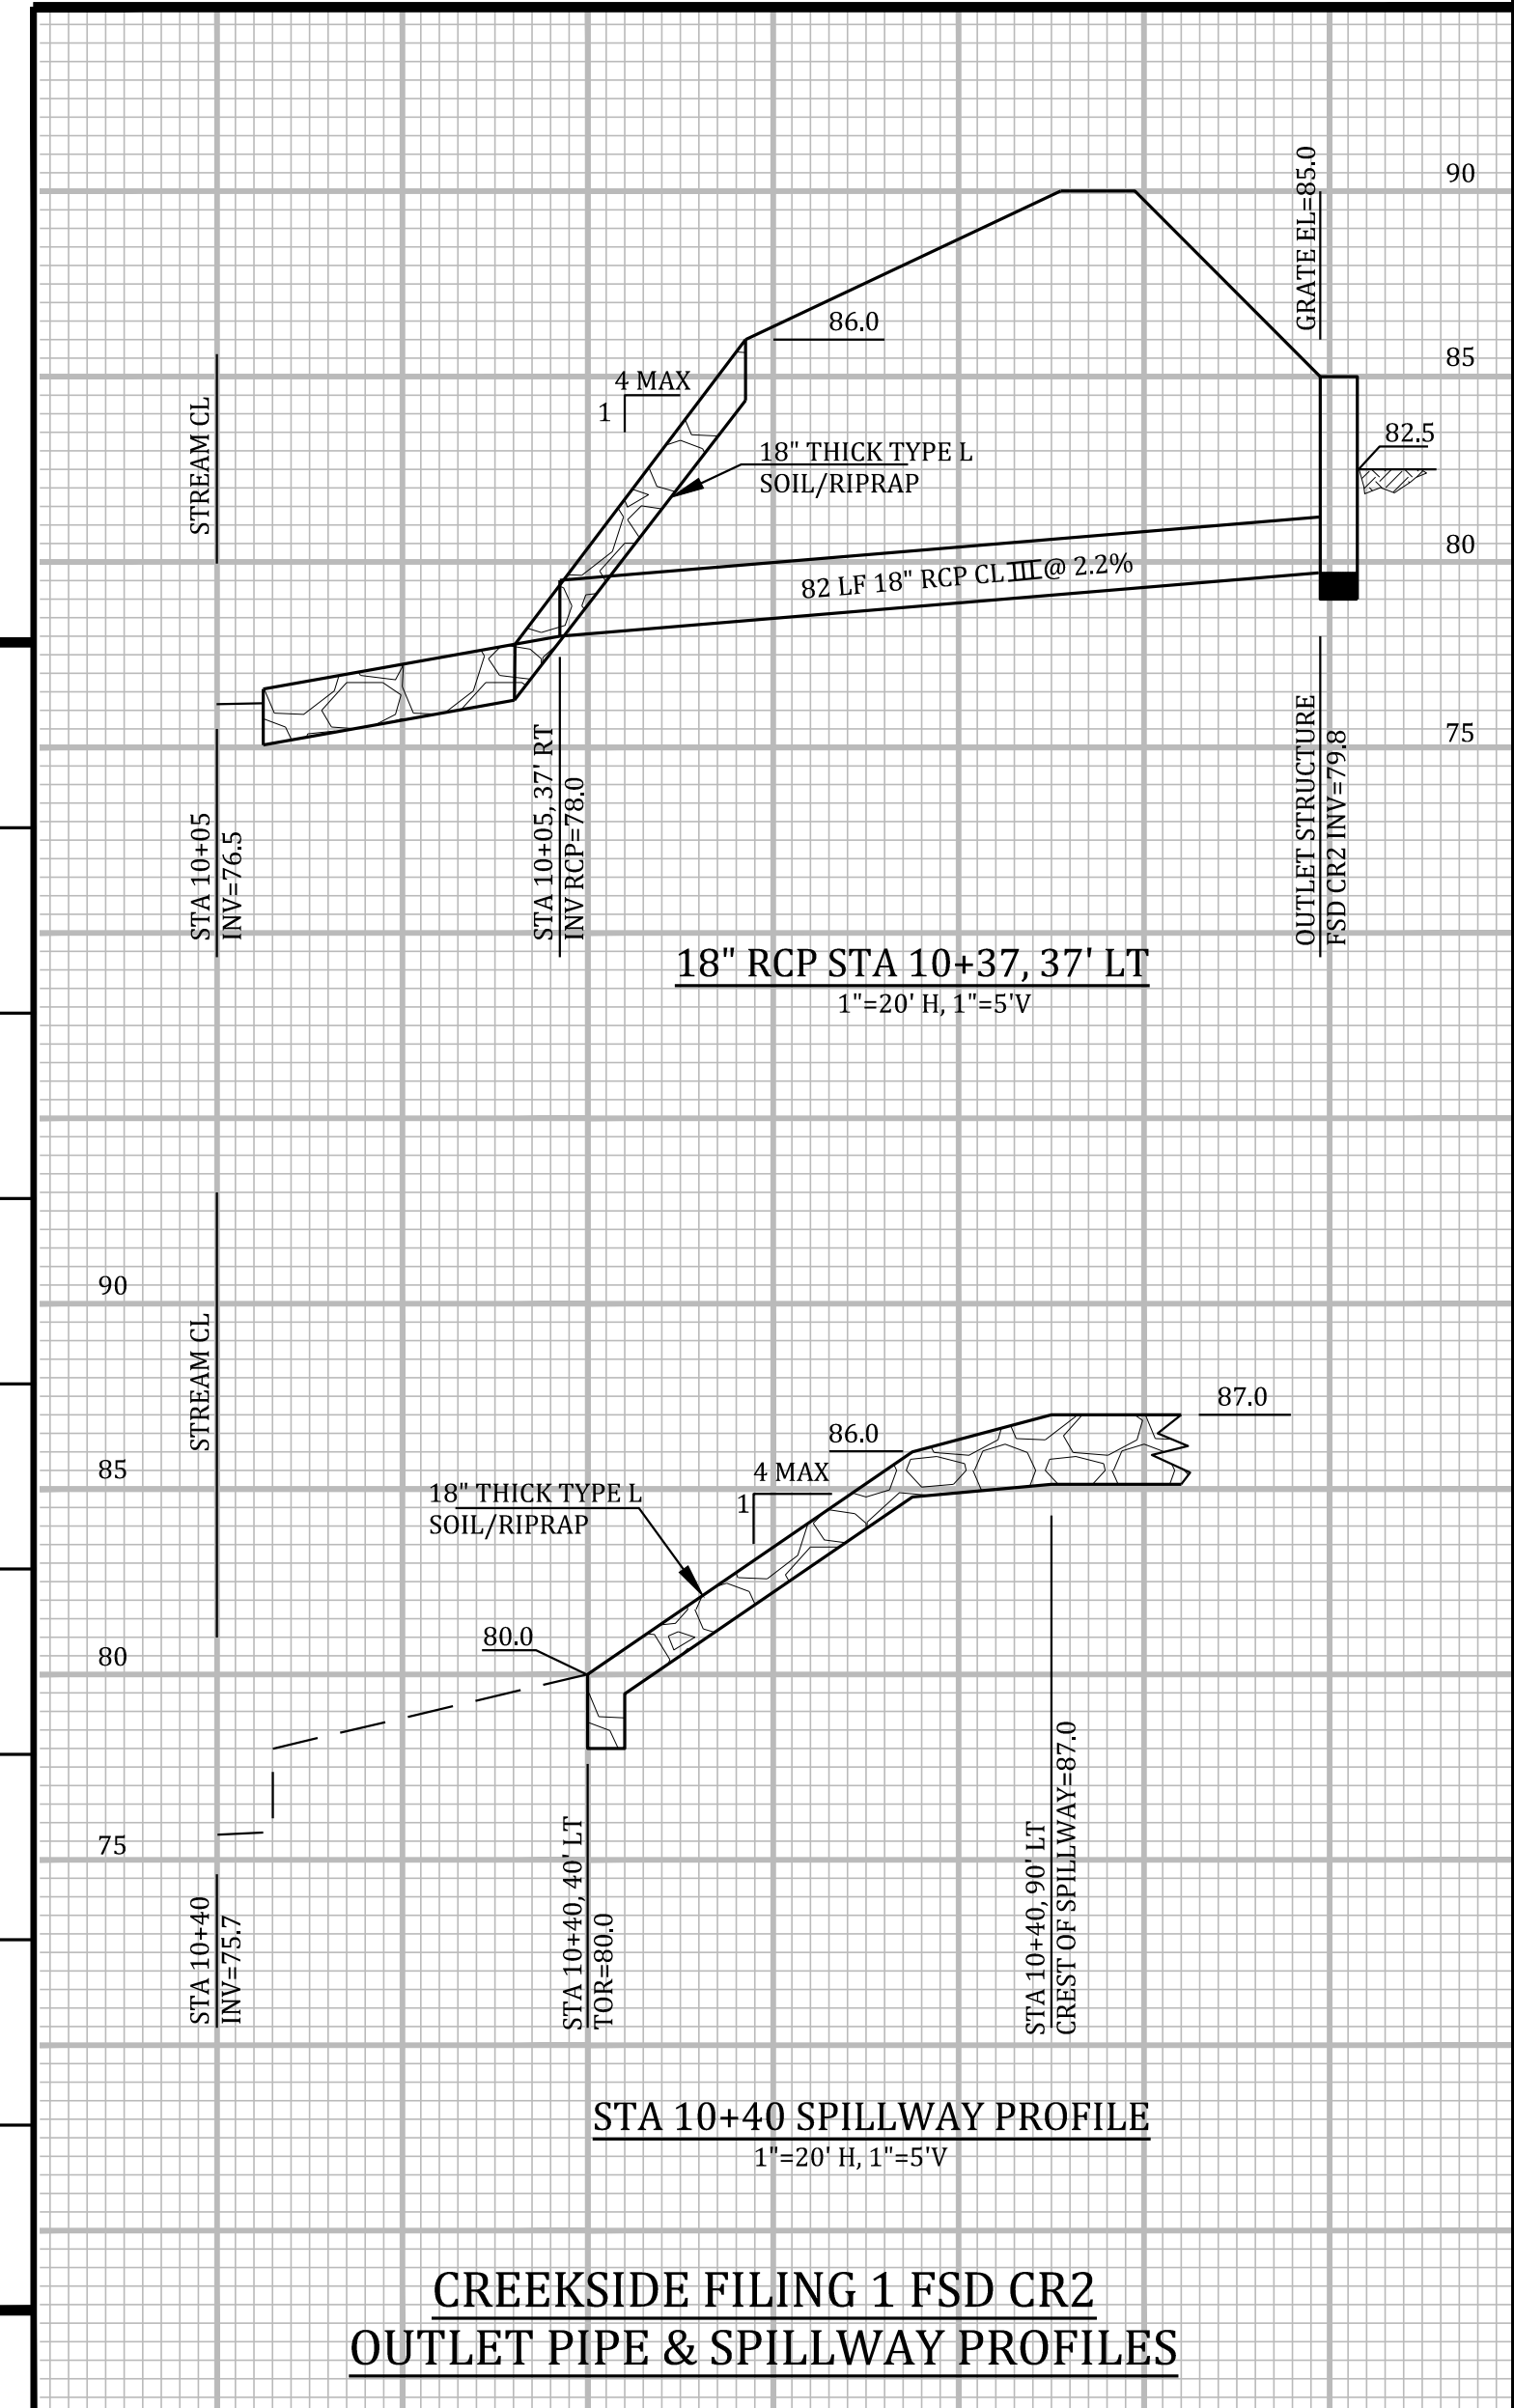 90
GRATE EL=85.0
86.0
85
4 MAX
1
STREAM CL
82.5
18" THICK TYPE L
SOIL/RIPRAP
80
82 LF 18" RCP CL III @ 2.2%
75
STA 10+05
INV=76.5
STA 10+05, 37' RT
INV RCP=78.0
OUTLET STRUCTURE
FSD CR2 INV=79.8
18" RCP STA 10+37, 37' LT
1"=20' H, 1"=5'V
90
STREAM CL
87.0
86.0
85
4 MAX
1
18" THICK TYPE L
SOIL/RIPRAP
80.0
80
75
STA 10+40
INV=75.7
STA 10+40, 40' LT
TOR=80.0
STA 10+40, 90' LT
CREST OF SPILLWAY=87.0
STA 10+40 SPILLWAY PROFILE
1"=20' H, 1"=5'V
CREEKSIDE FILING 1 FSD CR2
OUTLET PIPE & SPILLWAY PROFILES